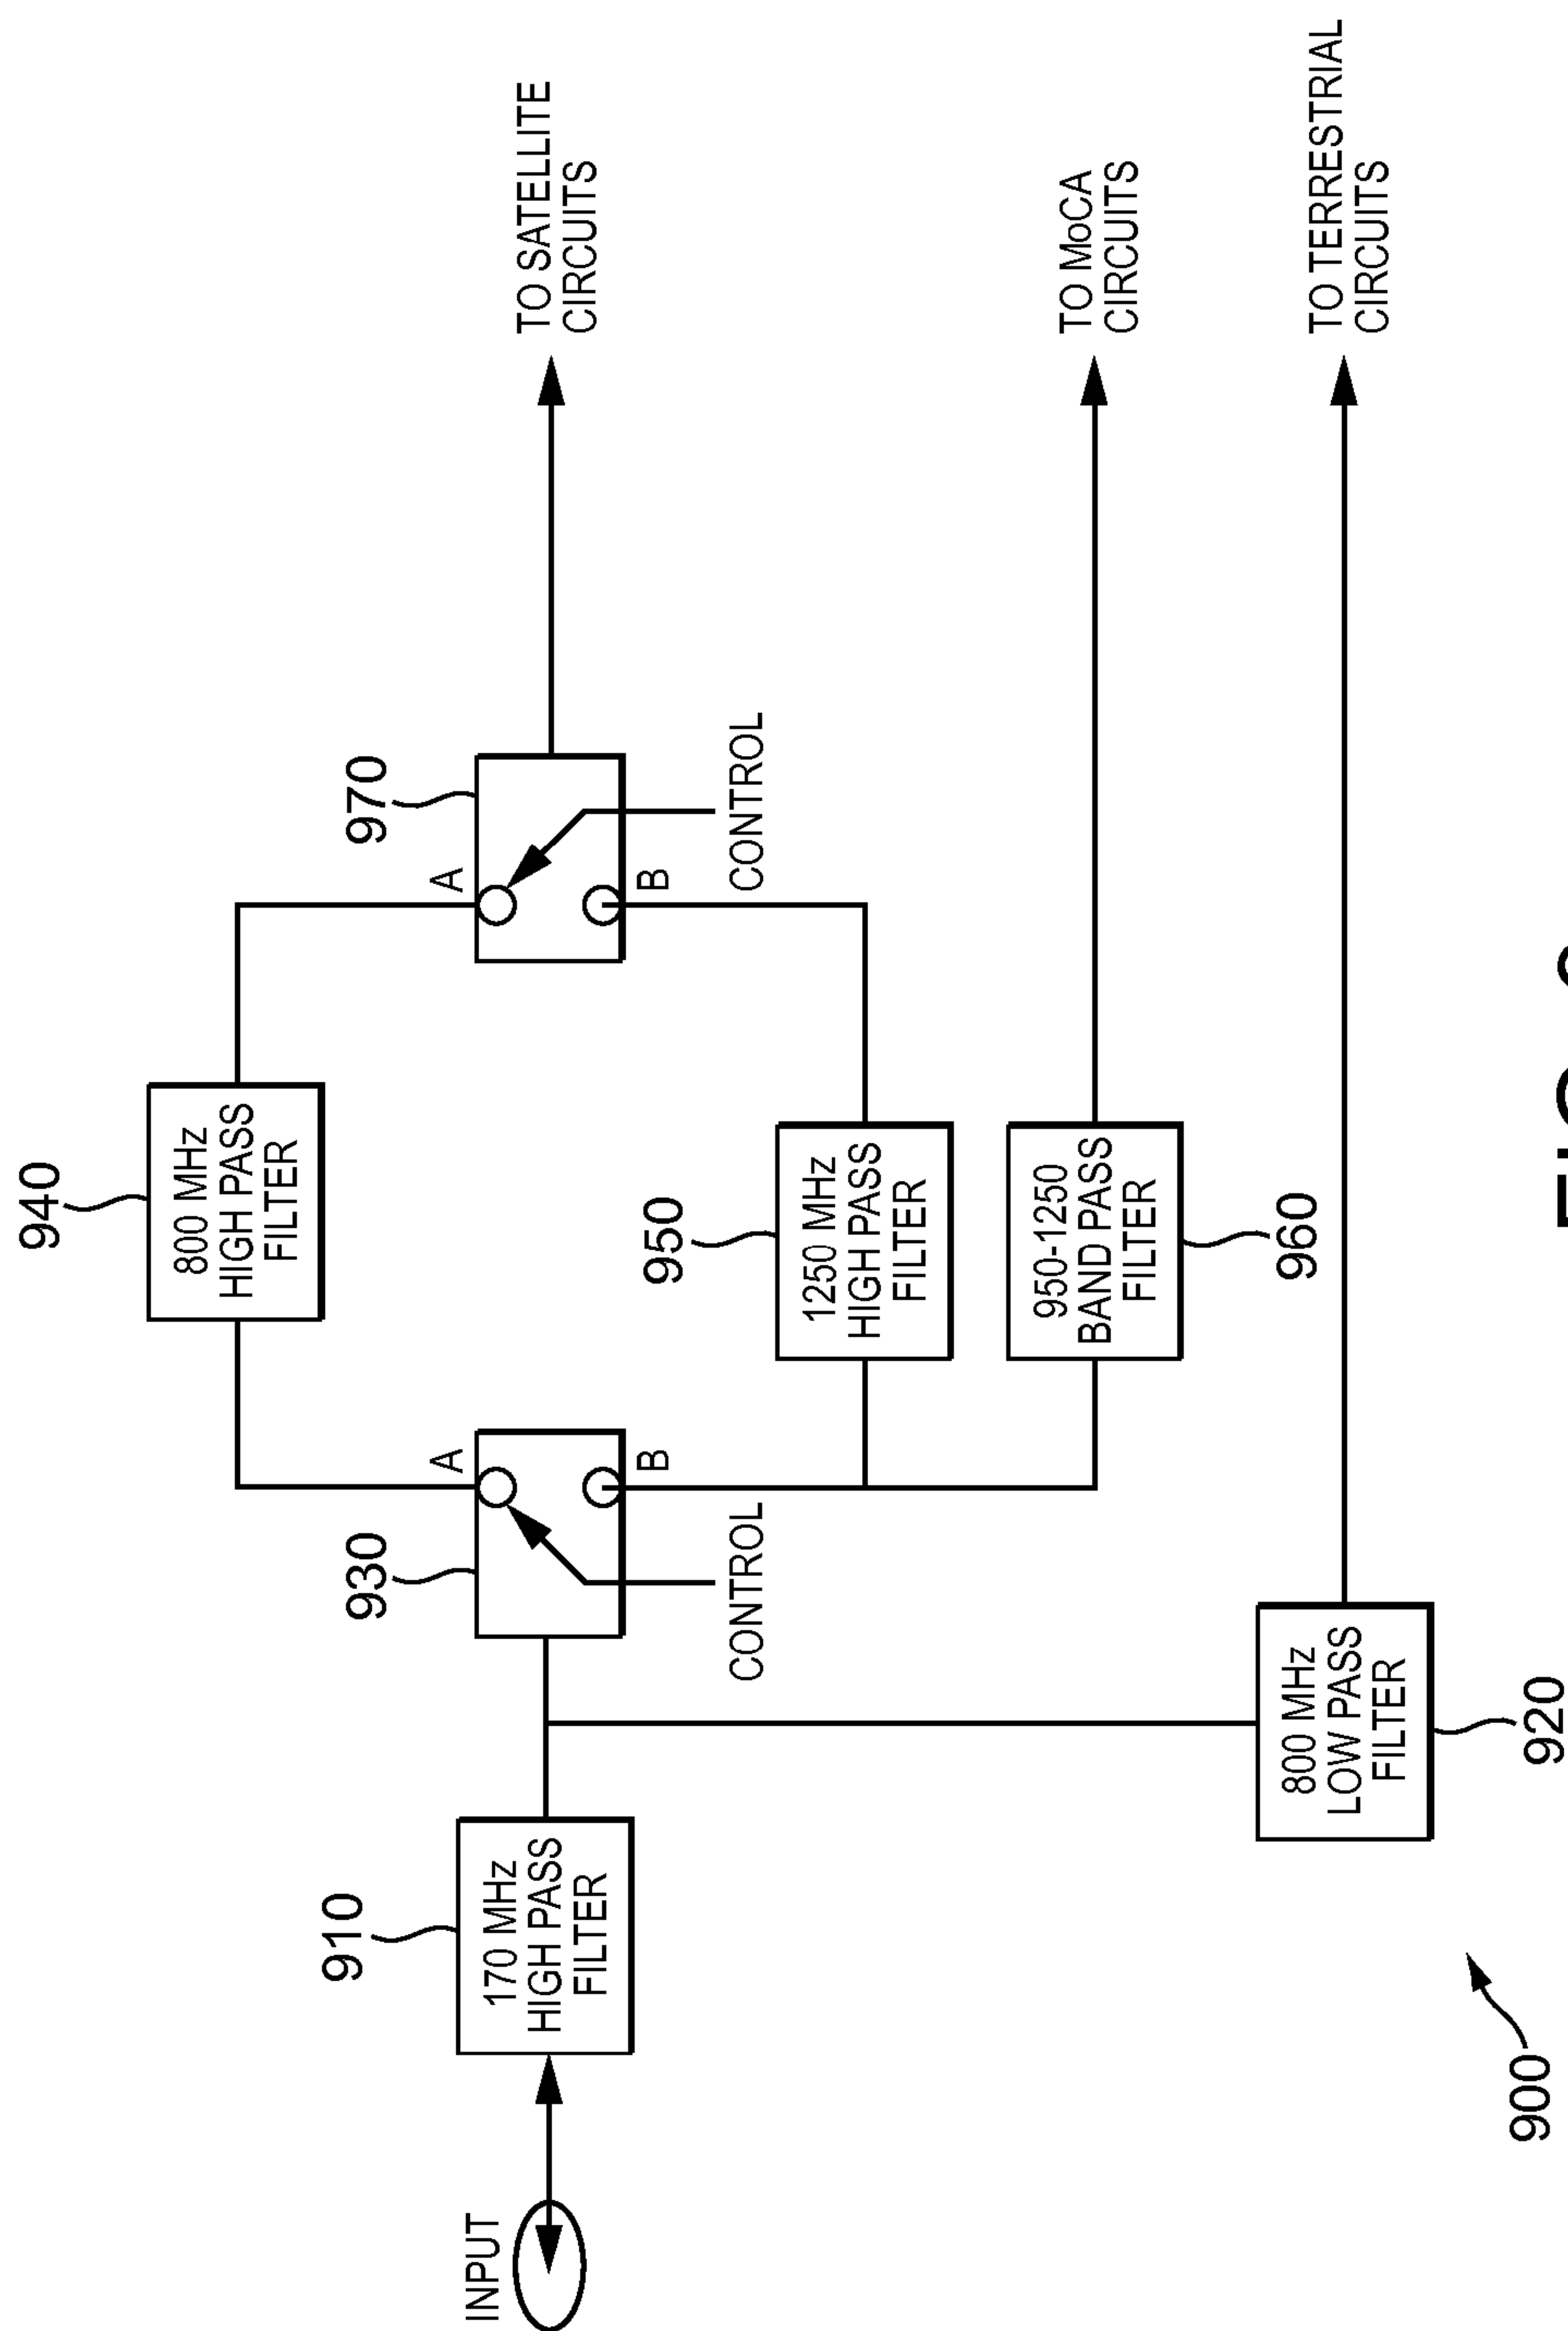 940
800 MHz
HIGH PASS
FILTER
910
170 MHz
HIGH PASS
FILTER
INPUT
930
A
B
CONTROL
970
A
B
CONTROL
TO SATELLITE
CIRCUITS
950
1250 MHz
HIGH PASS
FILTER
950-1250
BAND PASS
FILTER
960
TO MoCA
CIRCUITS
800 MHz
LOW PASS
FILTER
920
TO TERRESTRIAL
CIRCUITS
900